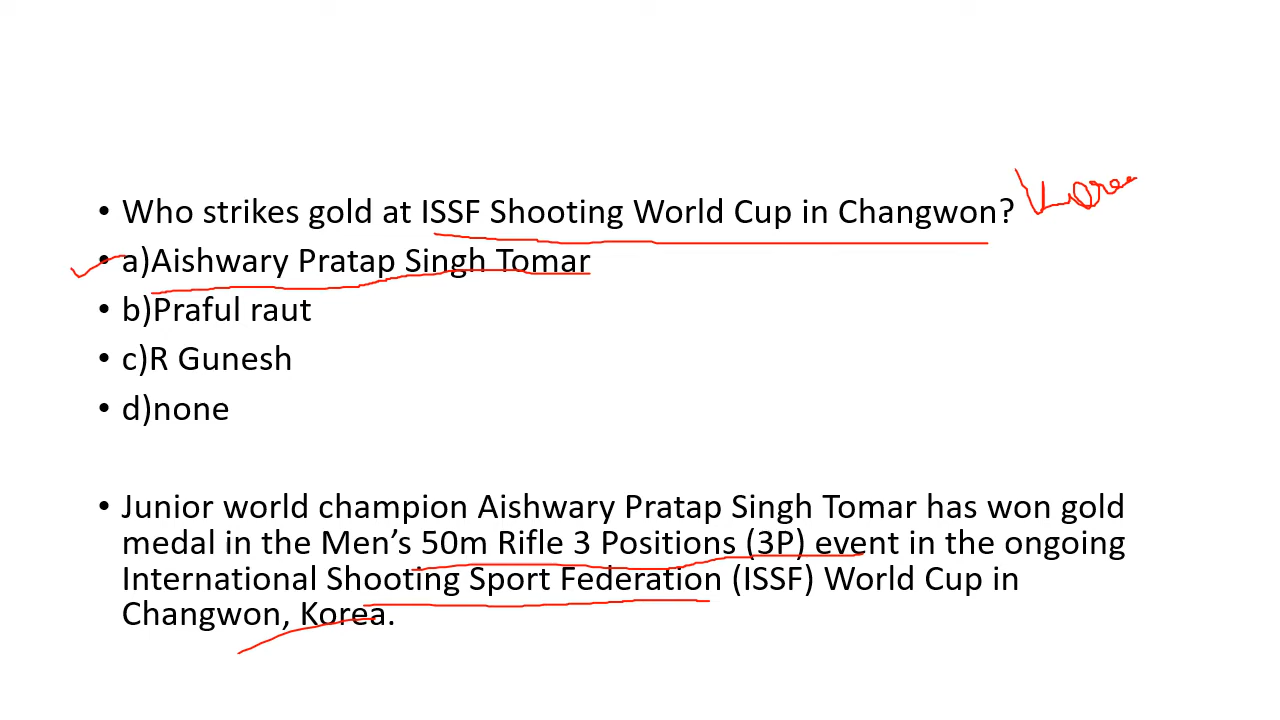 • Who strikes gold at ISSF Shooting World Cup in Changwon? Korea
• a)Aishwary Pratap Singh Tomar
• b)Praful raut
• c)R Gunesh
• d)none
• Junior world champion Aishwary Pratap Singh Tomar has won gold
medal in the Men's 50m Rifle 3 Positions (3P) event in the ongoing
International Shooting Sport Federation (ISSF) World Cup in
Changwon, Korea.